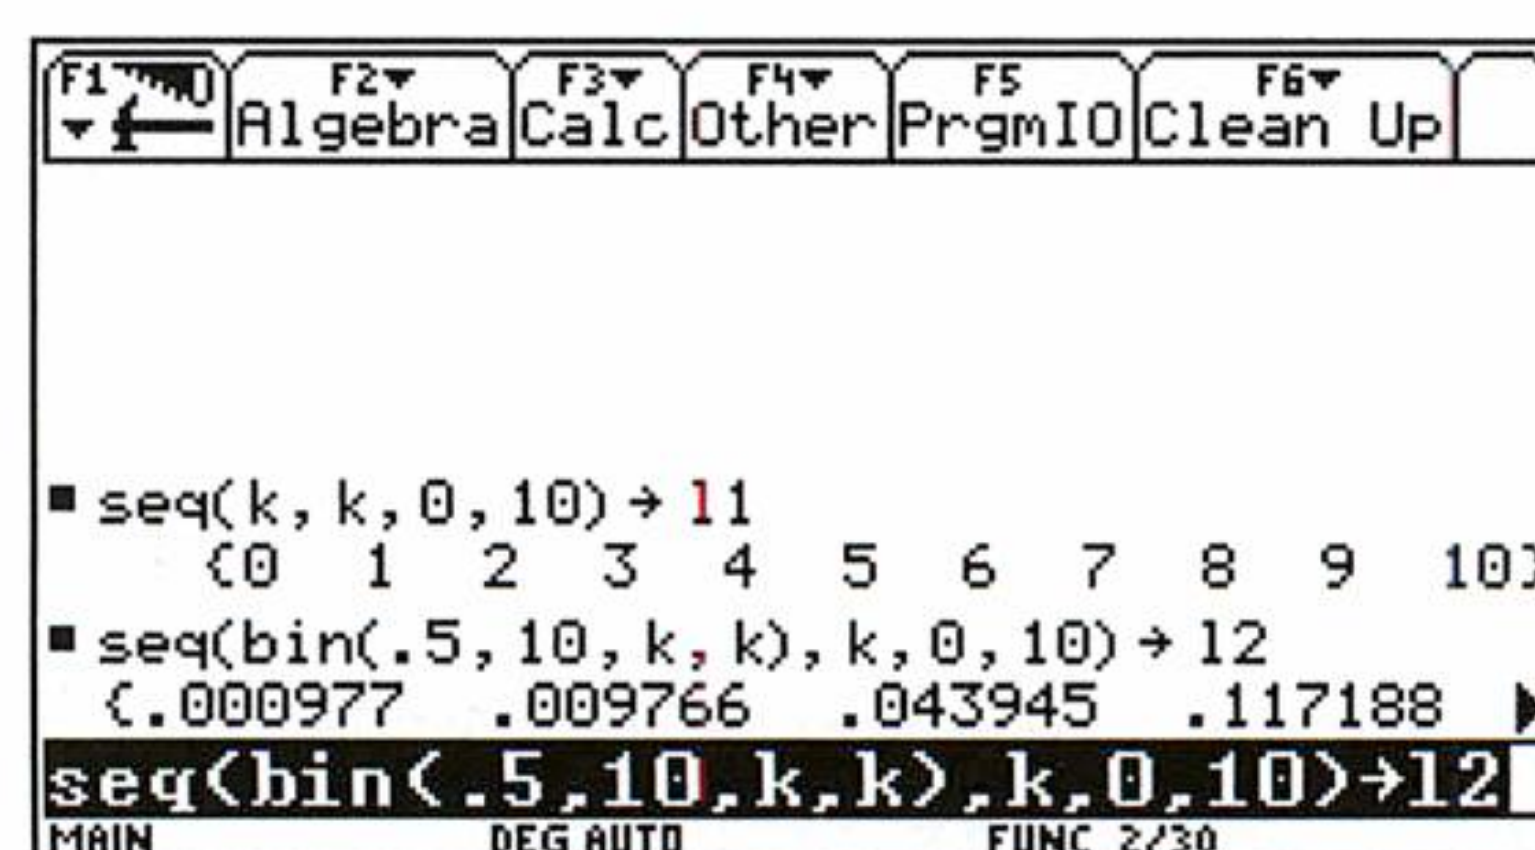 F1 F2▼ F3▼ F4▼ F5 F6▼
▼ Algebra Calc Other PrgmIO Clean Up
■ seq(k,k,0,10)→l1
{0 1 2 3 4 5 6 7 8 9 10}
■ seq(bin(.5,10,k,k),k,0,10)→l2
{.000977 .009766 .043945 .117188 ▶
seq(bin(.5,10,k,k),k,0,10)→l2
MAIN DEG AUTO FUNC 2/30